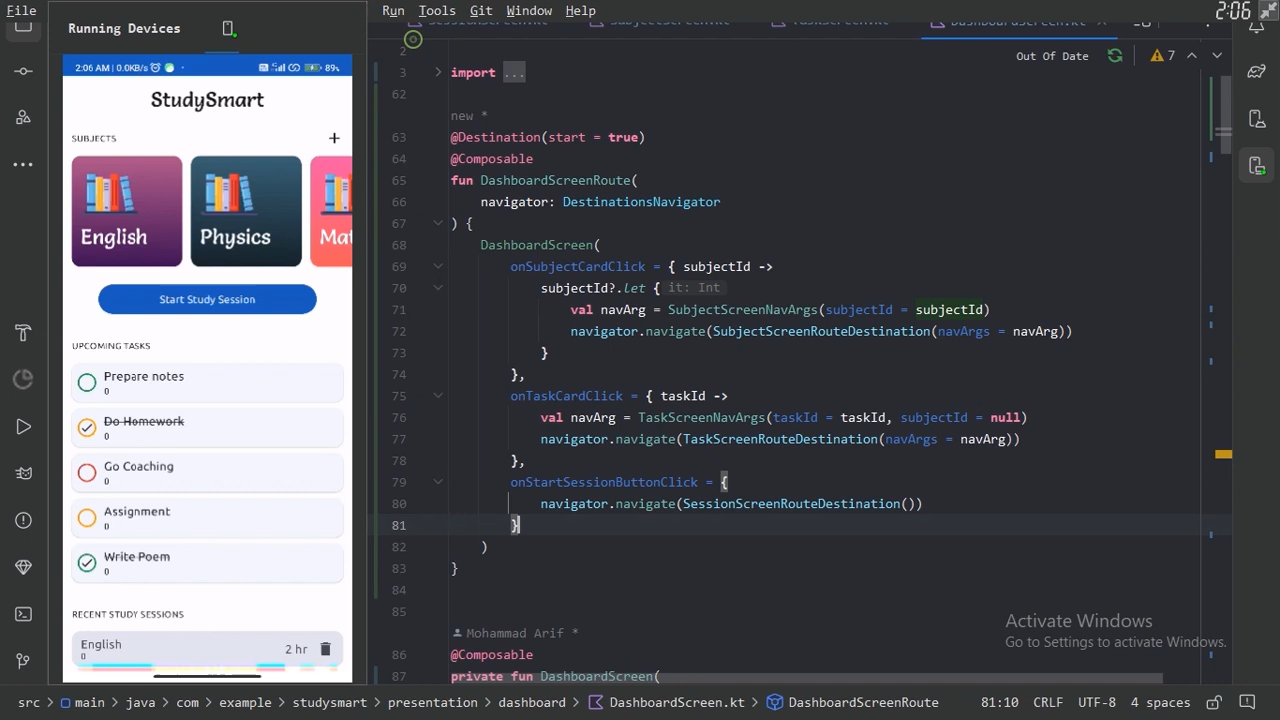 File
Run Tools Git Window Help
2:06
Running Devices
DashboardScreen.kt
2:06 AM | 0.0KB/s
89%
StudySmart
SUBJECTS +
English
Physics
Mat
Start Study Session
UPCOMING TASKS
Prepare notes
0
Do Homework
0
Go Coaching
0
Assignment
0
Write Poem
0
RECENT STUDY SESSIONS
English
0
2 hr
Out Of Date
7
2
3 import ...
62
new *
63 @Destination(start = true)
64 @Composable
65 fun DashboardScreenRoute(
66 navigator: DestinationsNavigator
67 ) {
68 DashboardScreen(
69 onSubjectCardClick = { subjectId ->
70 subjectId?.let { it: Int
71 val navArg = SubjectScreenNavArgs(subjectId = subjectId)
72 navigator.navigate(SubjectScreenRouteDestination(navArgs = navArg))
73 }
74 },
75 onTaskCardClick = { taskId ->
76 val navArg = TaskScreenNavArgs(taskId = taskId, subjectId = null)
77 navigator.navigate(TaskScreenRouteDestination(navArgs = navArg))
78 },
79 onStartSessionButtonClick = {
80 navigator.navigate(SessionScreenRouteDestination())
81 }
82 )
83 }
84
85
Mohammad Arif *
86 @Composable
87 private fun DashboardScreen(
Activate Windows
Go to Settings to activate Windows.
src > main > java > com > example > studysmart > presentation > dashboard > DashboardScreen.kt > DashboardScreenRoute
81:10 CRLF UTF-8 4 spaces